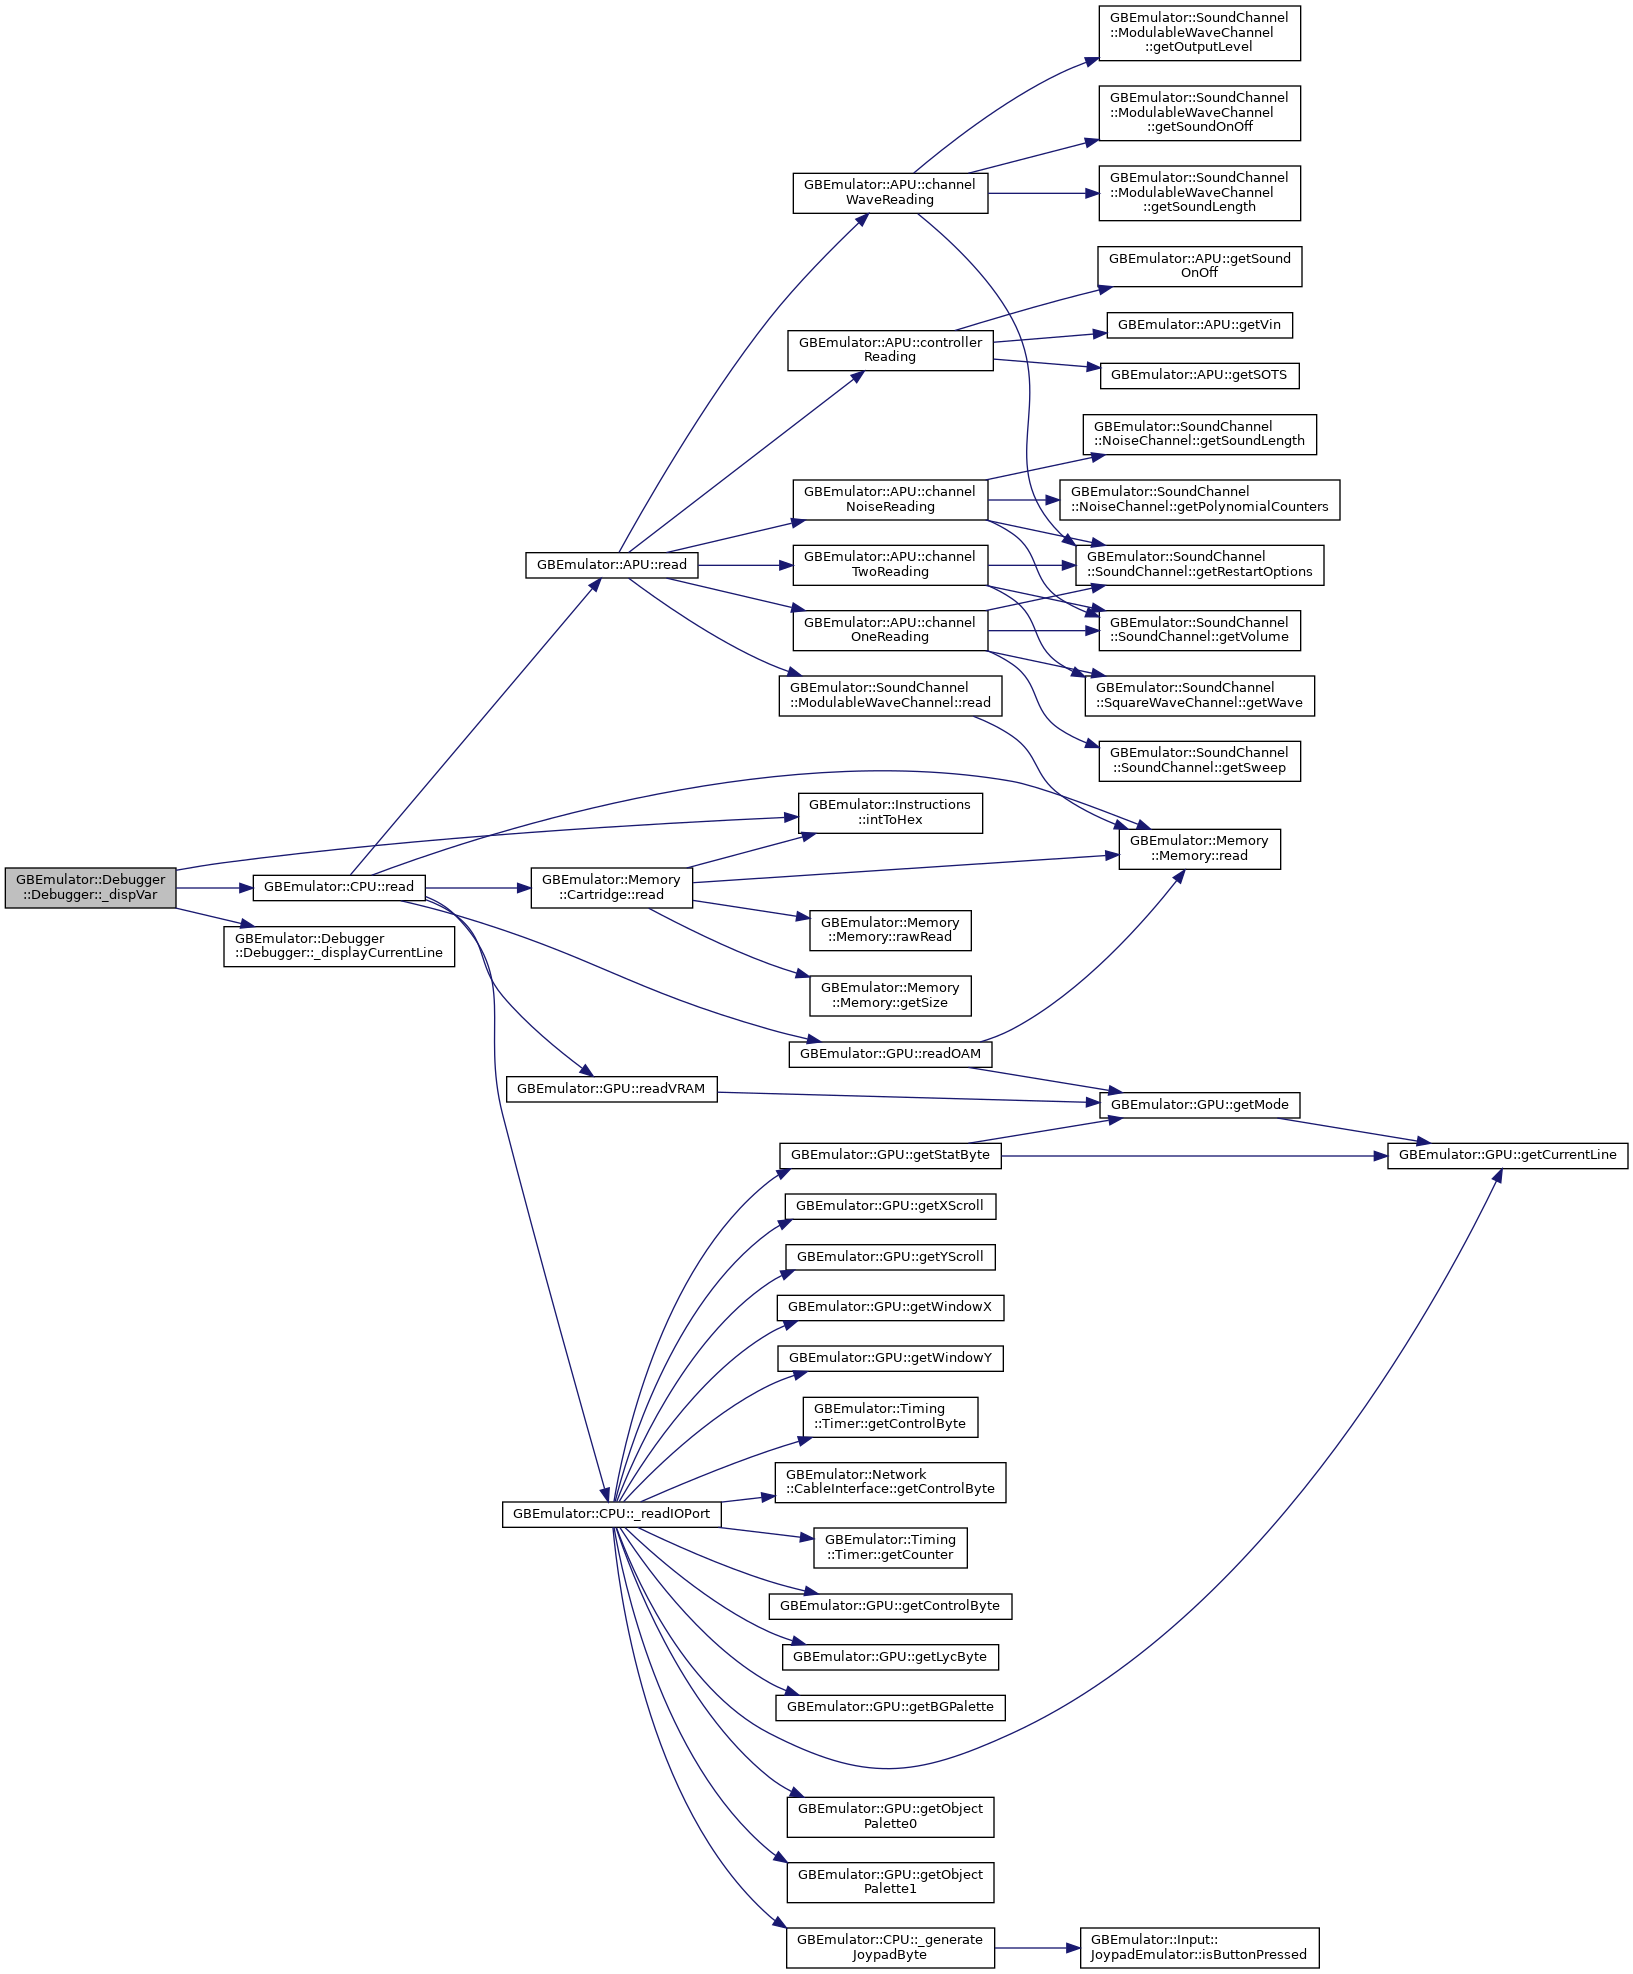 GBEmulator::SoundChannel
::ModulableWaveChannel
::getOutputLevel
GBEmulator::SoundChannel
::ModulableWaveChannel
::getSoundOnOff
GBEmulator::SoundChannel
::ModulableWaveChannel
::getSoundLength
GBEmulator::APU::channel
WaveReading
GBEmulator::APU::getSound
OnOff
GBEmulator::APU::getVin
GBEmulator::APU::controller
Reading
GBEmulator::APU::getSOTS
GBEmulator::SoundChannel
::NoiseChannel::getSoundLength
GBEmulator::APU::channel
NoiseReading
GBEmulator::SoundChannel
::NoiseChannel::getPolynomialCounters
GBEmulator::APU::read
GBEmulator::APU::channel
TwoReading
GBEmulator::SoundChannel
::SoundChannel::getRestartOptions
GBEmulator::APU::channel
OneReading
GBEmulator::SoundChannel
::SoundChannel::getVolume
GBEmulator::SoundChannel
::ModulableWaveChannel::read
GBEmulator::SoundChannel
::SquareWaveChannel::getWave
GBEmulator::SoundChannel
::SoundChannel::getSweep
GBEmulator::Instructions
::intToHex
GBEmulator::Memory
::Memory::read
GBEmulator::Debugger
::Debugger::_dispVar
GBEmulator::CPU::read
GBEmulator::Memory
::Cartridge::read
GBEmulator::Memory
::Memory::rawRead
GBEmulator::Debugger
::Debugger::_displayCurrentLine
GBEmulator::Memory
::Memory::getSize
GBEmulator::GPU::readOAM
GBEmulator::GPU::readVRAM
GBEmulator::GPU::getMode
GBEmulator::GPU::getStatByte
GBEmulator::GPU::getCurrentLine
GBEmulator::GPU::getXScroll
GBEmulator::GPU::getYScroll
GBEmulator::GPU::getWindowX
GBEmulator::GPU::getWindowY
GBEmulator::Timing
::Timer::getControlByte
GBEmulator::Network
::CableInterface::getControlByte
GBEmulator::CPU::_readIOPort
GBEmulator::Timing
::Timer::getCounter
GBEmulator::GPU::getControlByte
GBEmulator::GPU::getLycByte
GBEmulator::GPU::getBGPalette
GBEmulator::GPU::getObject
Palette0
GBEmulator::GPU::getObject
Palette1
GBEmulator::CPU::_generate
JoypadByte
GBEmulator::Input::
JoypadEmulator::isButtonPressed